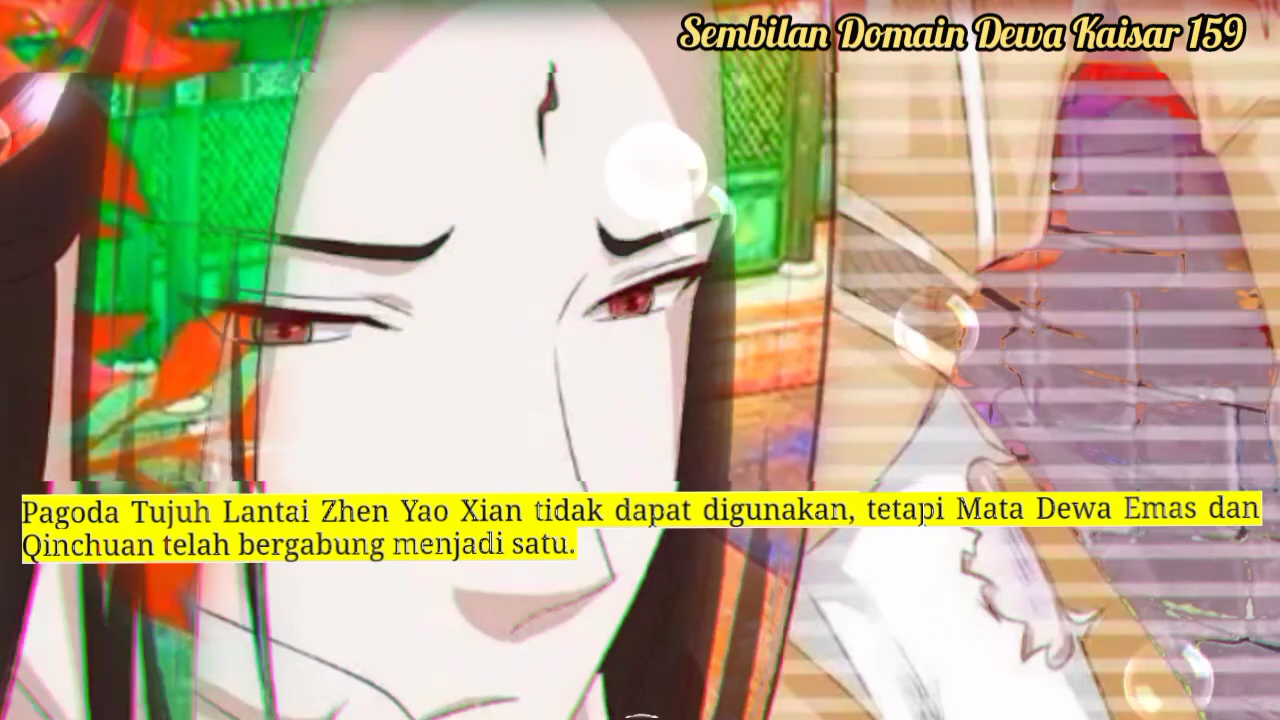 Sembilan Domain Dewa Kaisar 159
Pagoda Tujuh Lantai Zhen Yao Xian tidak dapat digunakan, tetapi Mata Dewa Emas dan
Qinchuan telah bergabung menjadi satu.